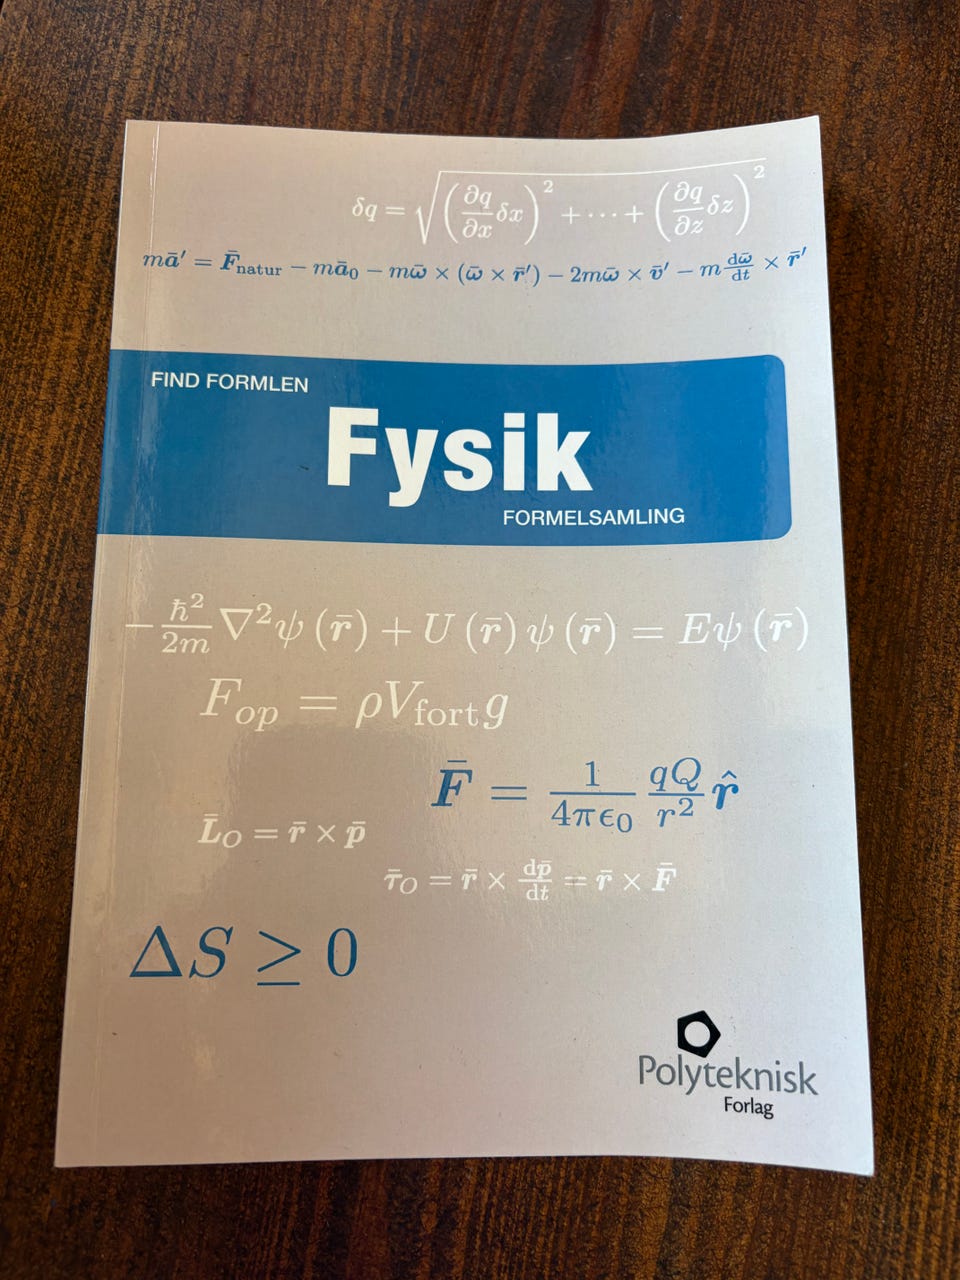 δq = √((∂q/∂x δx)² + ⋯ + (∂q/∂z δz)²)
mā′ = F̄natur − mā₀ − mω̄ × (ω̄ × r̄′) − 2mω̄ × v̄′ − m dω̄/dt × r̄′
FIND FORMLEN
Fysik
FORMELSAMLING
−ħ²/2m ∇²ψ (r̄) + U (r̄) ψ (r̄) = Eψ (r̄)
Fop = ρVfortg
F̄ = 1/4πϵ₀ qQ/r² r̂
L̄O = r̄ × p̄
τ̄O = r̄ × dp̄/dt = r̄ × F̄
ΔS ≥ 0
Polyteknisk
Forlag